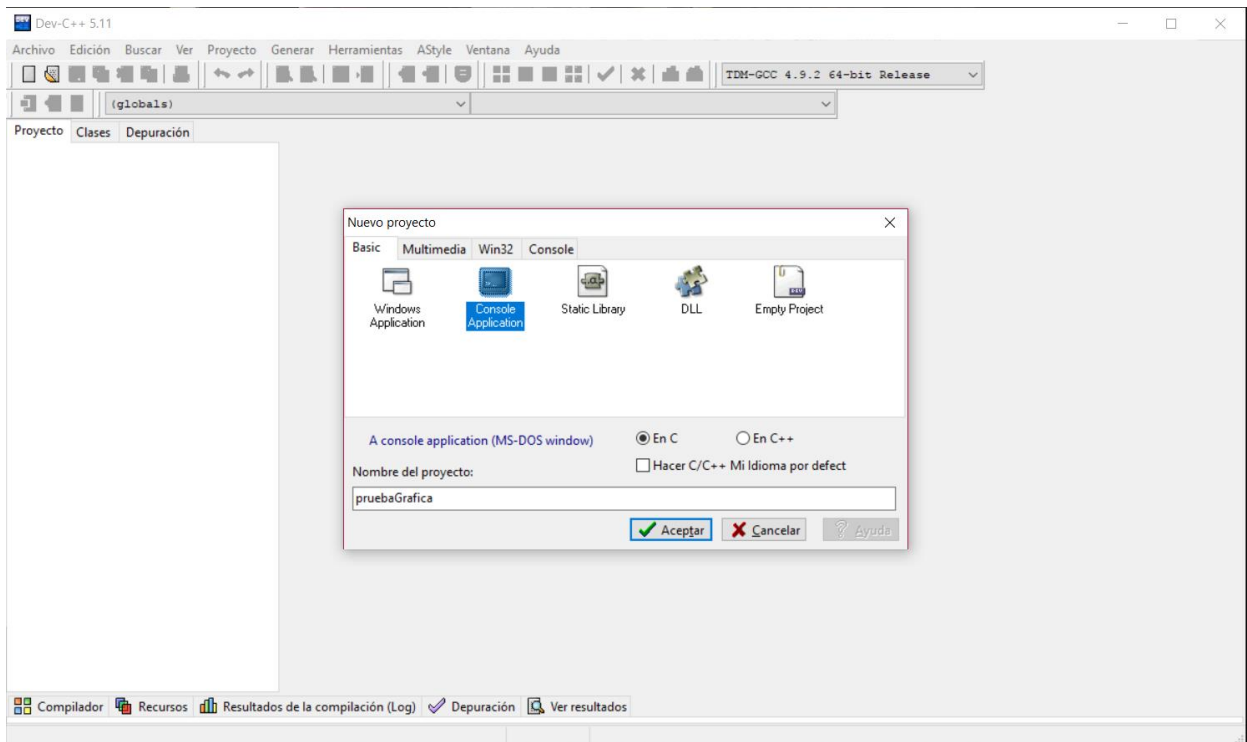 Dev-C++ 5.11
Archivo Edición Buscar Ver Proyecto Generar Herramientas AStyle Ventana Ayuda
TDM-GCC 4.9.2 64-bit Release
(globals)
Proyecto Clases Depuración
Nuevo proyecto
Basic Multimedia Win32 Console
Windows Application
Console Application
Static Library
DLL
Empty Project
A console application (MS-DOS window)
En C En C++
Hacer C/C++ Mi Idioma por defect
Nombre del proyecto:
pruebaGrafica
Aceptar Cancelar Ayuda
Compilador Recursos Resultados de la compilación (Log) Depuración Ver resultados